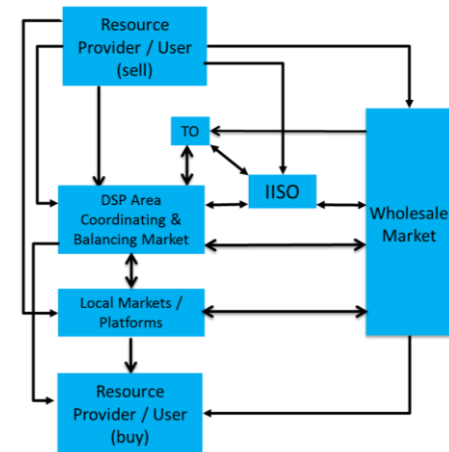 Resource
Provider / User
(sell)
TO
IISO
DSP Area
Coordinating &
Balancing Market
Wholesale
Market
Local Markets /
Platforms
Resource
Provider / User
(buy)